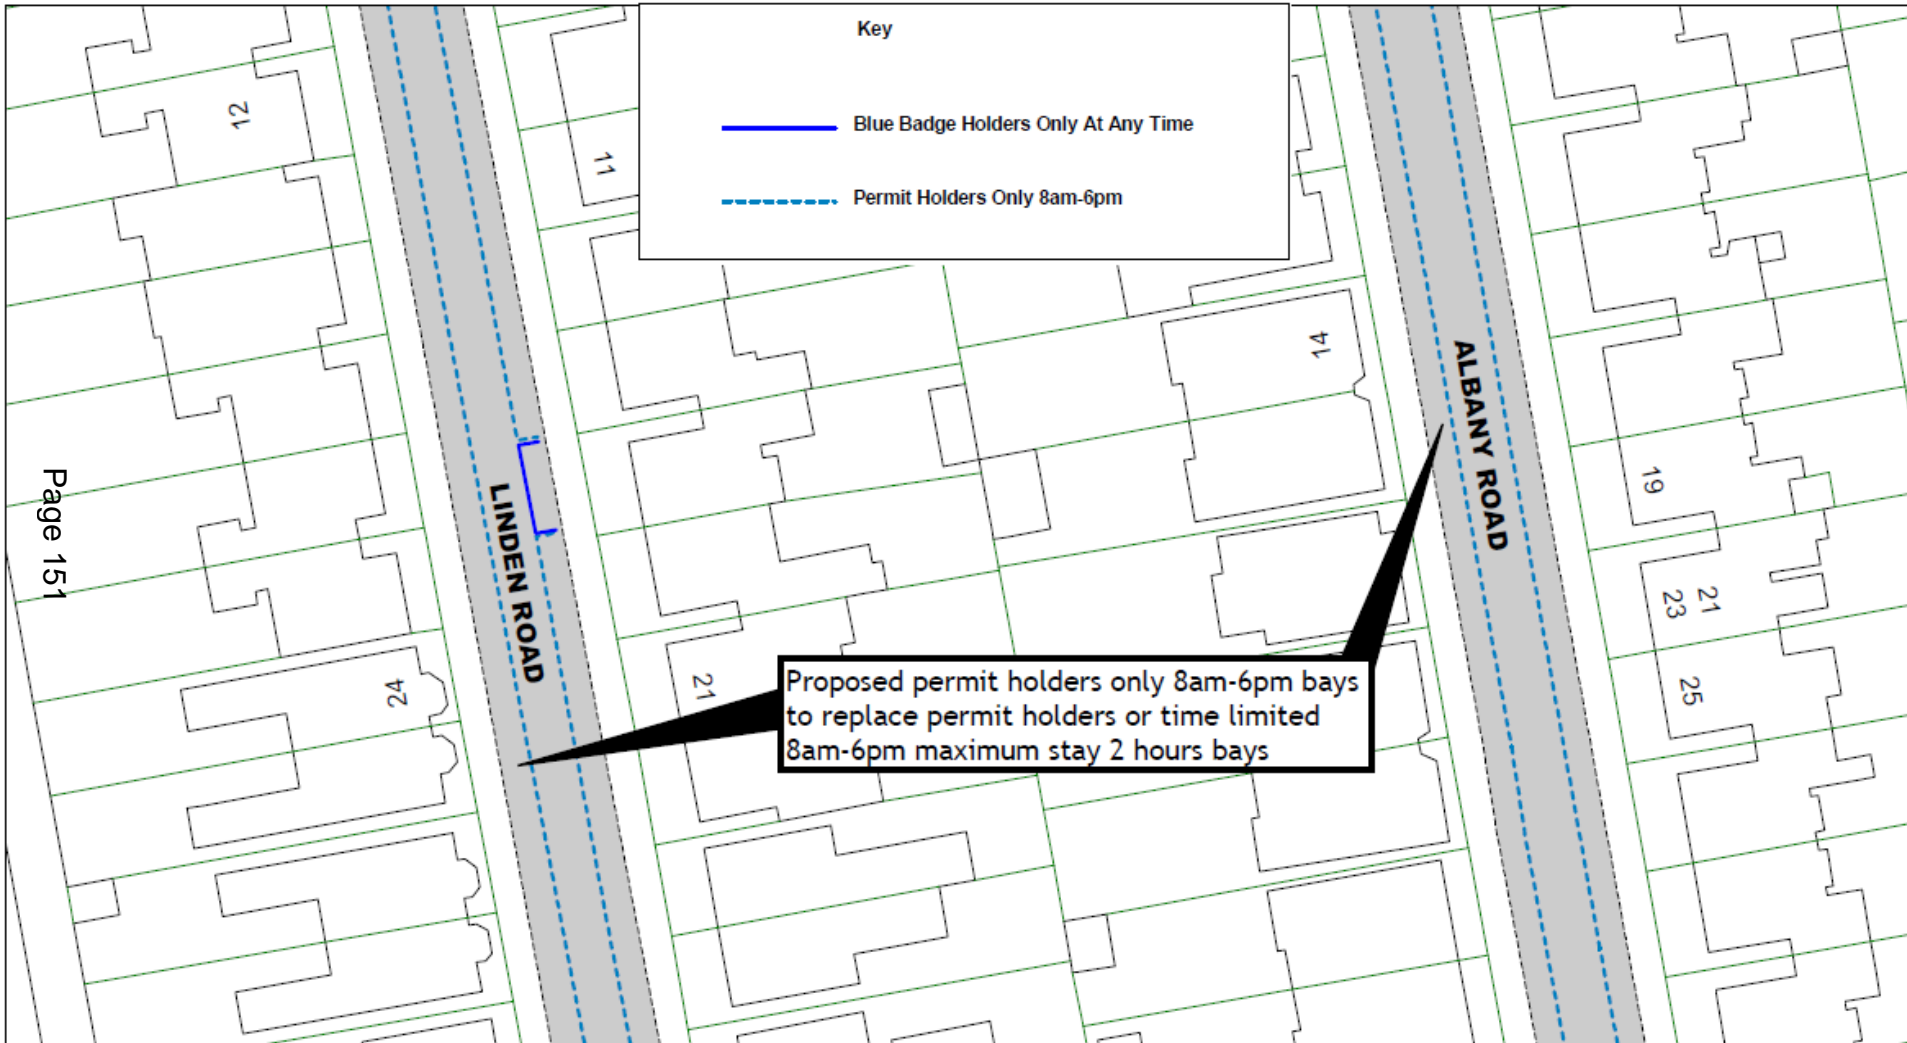 Key
Blue Badge Holders Only At Any Time
Permit Holders Only 8am-6pm
12
11
14
ALBANY ROAD
19
Page 151
LINDEN ROAD
21
23
25
24
21
Proposed permit holders only 8am-6pm bays
to replace permit holders or time limited
8am-6pm maximum stay 2 hours bays